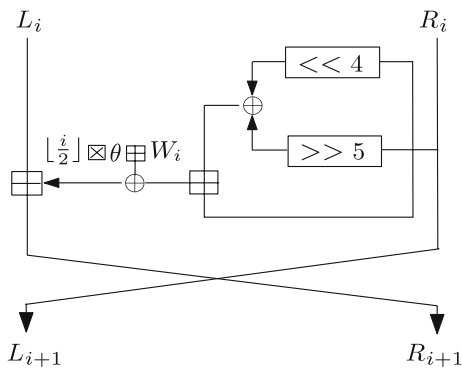 L_i R_i
<< 4
⊕
⌊i/2⌋ ⊠ θ ⊞ W_i >> 5
⊞ ⊕ ⊞
L_{i+1} R_{i+1}